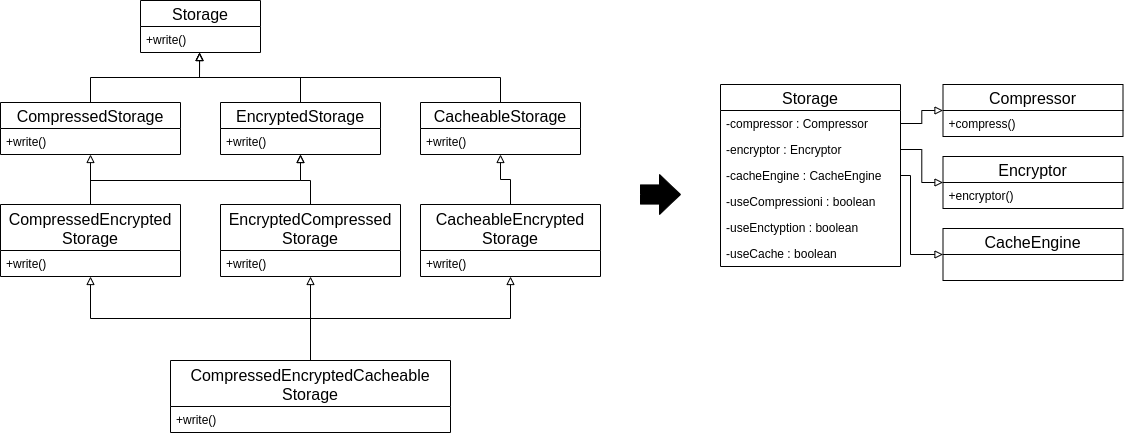 Storage
+write()
CompressedStorage
+write()
EncryptedStorage
+write()
CacheableStorage
+write()
CompressedEncrypted
Storage
+write()
EncryptedCompressed
Storage
+write()
CacheableEncrypted
Storage
+write()
CompressedEncryptedCacheable
Storage
+write()
Storage
-compressor : Compressor
-encryptor : Encryptor
-cacheEngine : CacheEngine
-useCompressioni : boolean
-useEnctyption : boolean
-useCache : boolean
Compressor
+compress()
Encryptor
+encryptor()
CacheEngine